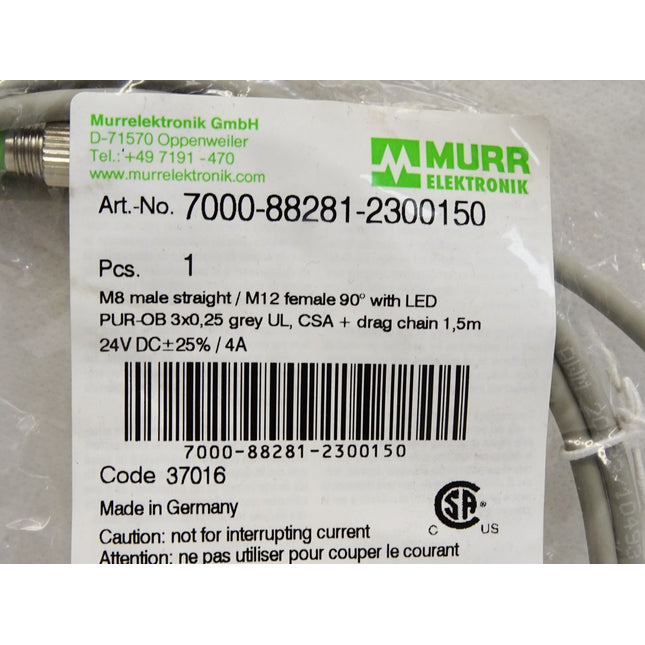 Murrelektronik GmbH
D-71570 Oppenweiler
Tel.: +49 7191 -470
www.murrelektronik.com
MURR
ELEKTRONIK
Art.-No. 7000-88281-2300150
Pcs. 1
M8 male straight / M12 female 90° with LED
PUR-OB 3x0,25 grey UL, CSA + drag chain 1,5m
24V DC±25% / 4A
7000-88281-2300150
Code 37016
Made in Germany
Caution: not for interrupting current
Attention: ne pas utiliser pour couper le courant
CSA ®
C US